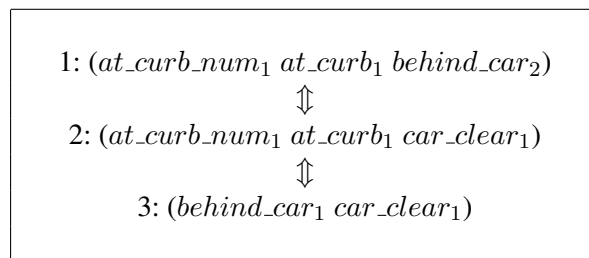 1: (at_curb_num₁ at_curb₁ behind_car₂)
⇕
2: (at_curb_num₁ at_curb₁ car_clear₁)
⇕
3: (behind_car₁ car_clear₁)